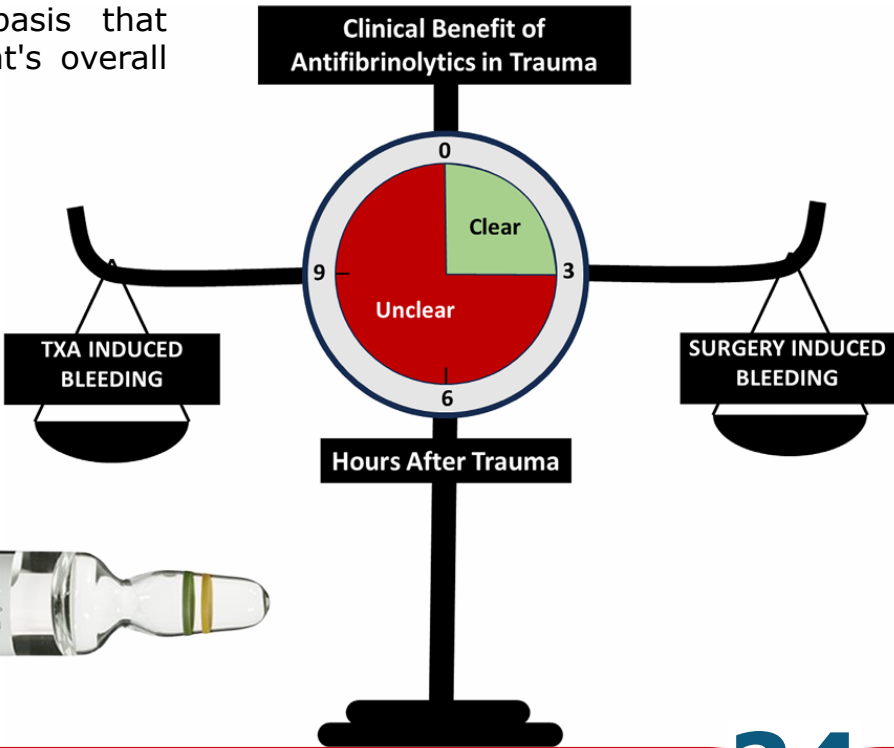 basis that
t's overall
Clinical Benefit of
Antifibrinolytics in Trauma
0
Clear
9
3
Unclear
TXA INDUCED
BLEEDING
SURGERY INDUCED
BLEEDING
6
Hours After Trauma